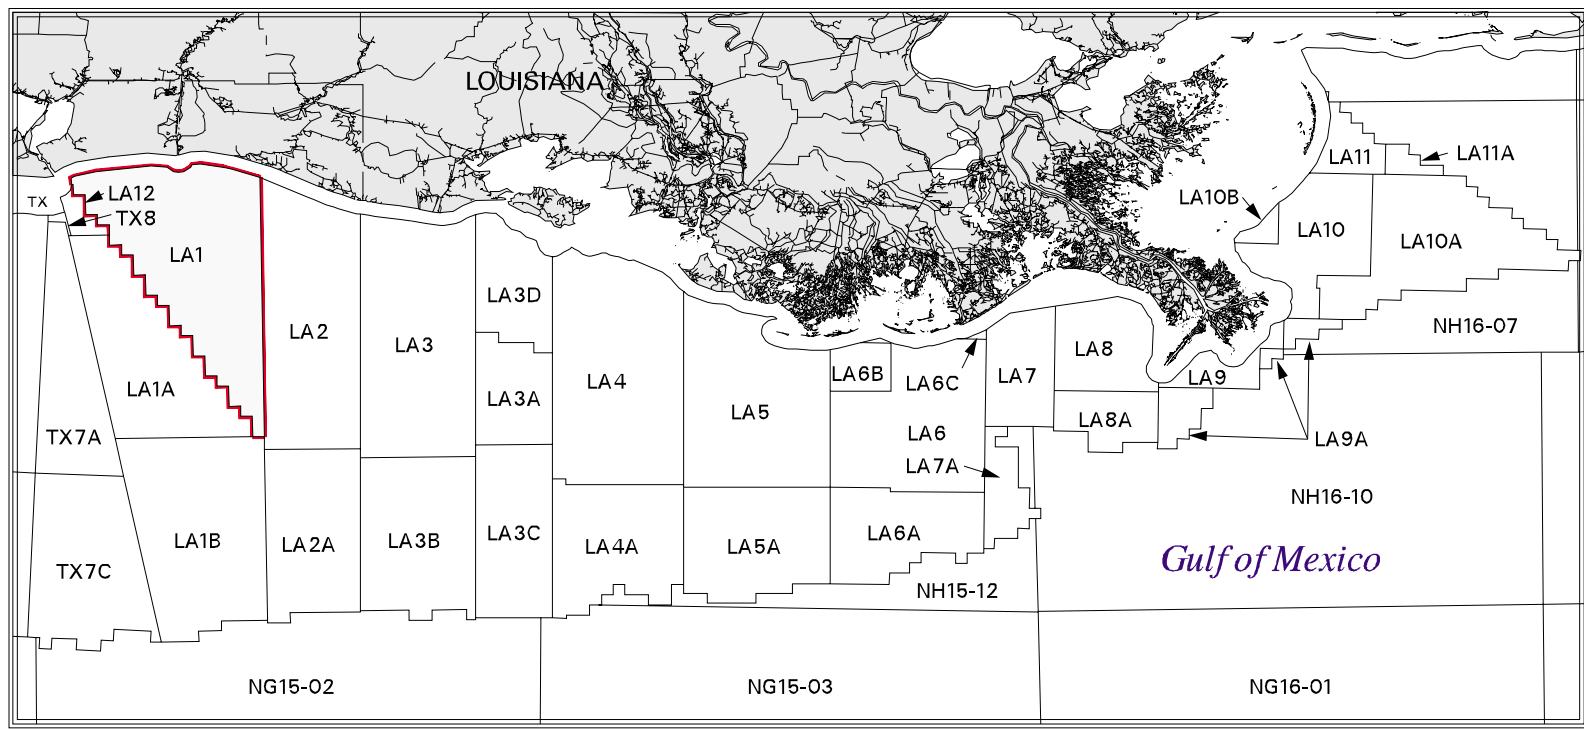 LOUISIANA
LA11
LA11A
LA12
TX
TX8
LA10B
LA10
LA10A
LA1
LA3D
LA2
LA3
NH16-07
LA8
LA4
LA6B
LA6C
LA7
LA9
LA1A
LA3A
LA5
LA8A
TX7A
LA6
LA9A
LA7A
NH16-10
LA1B
LA2A
LA3B
LA3C
LA4A
LA5A
LA6A
Gulf of Mexico
TX7C
NH15-12
NG15-02
NG15-03
NG16-01